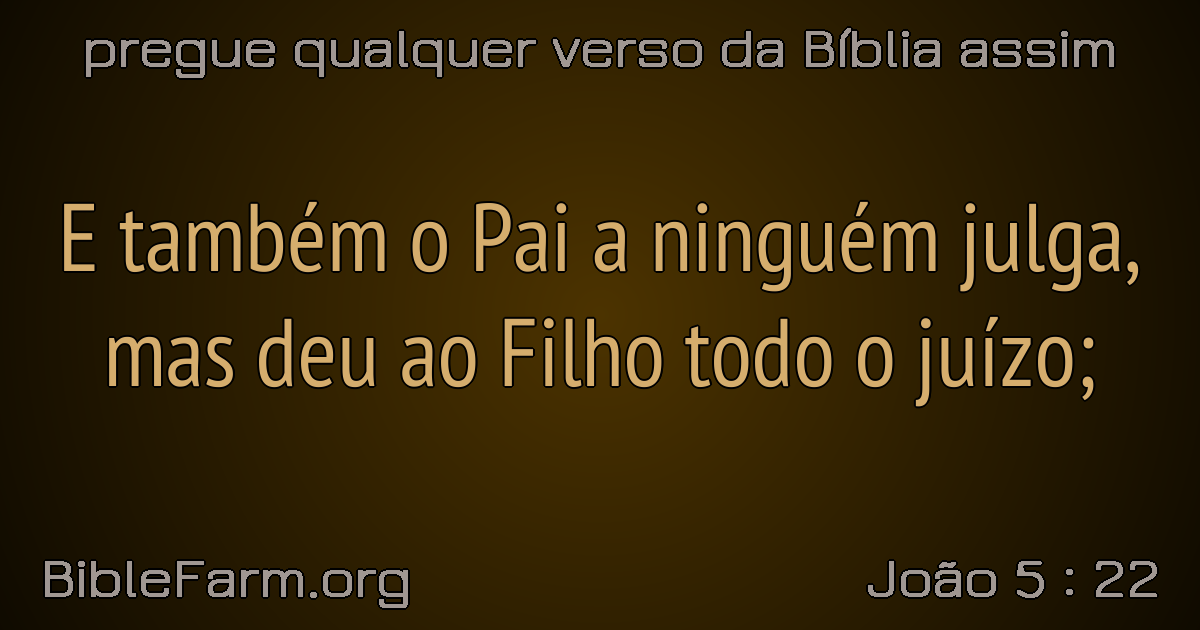 pregue qualquer verso da Bíblia assim
E também o Pai a ninguém julga,
mas deu ao Filho todo o juízo;
BibleFarm.org
João 5 : 22